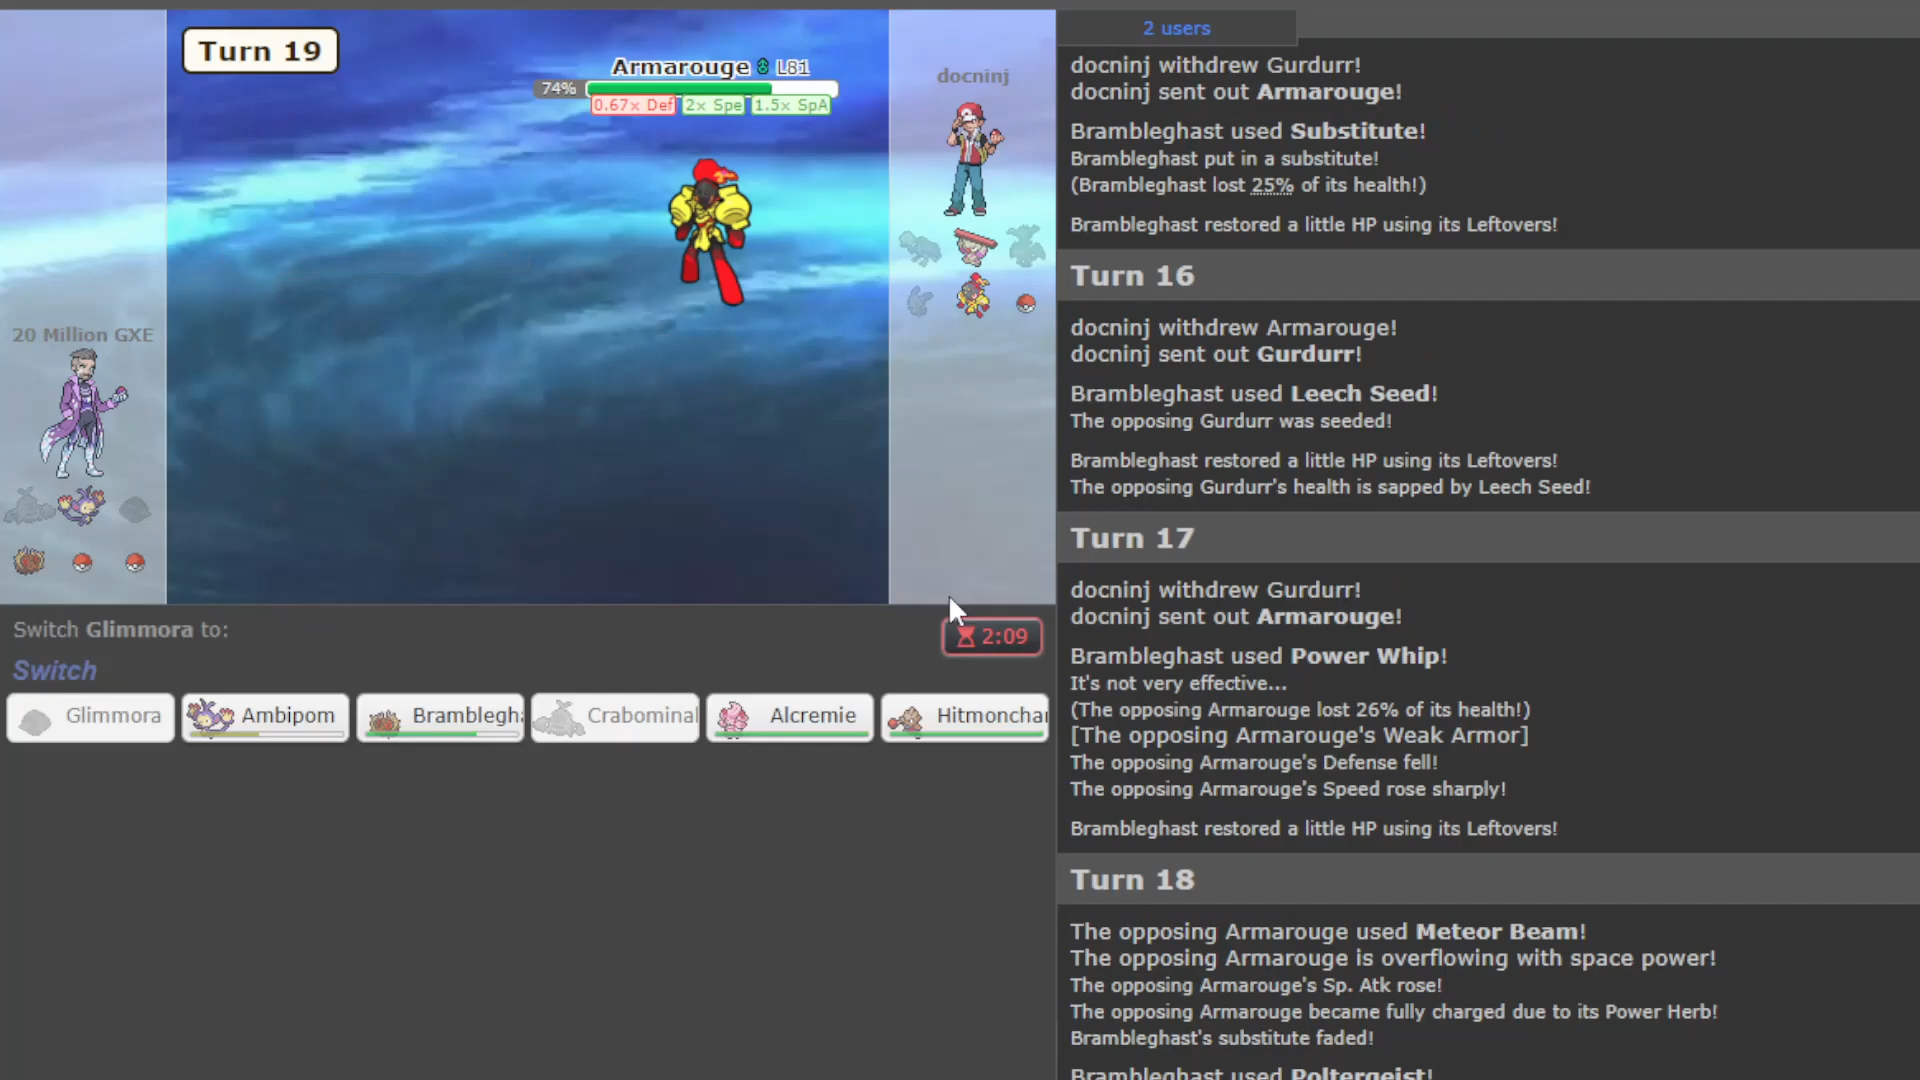 Turn 19
Armarouge L81
74%
0.67× Def 2× Spe 1.5× SpA
docninj
20 Million GXE
Switch Glimmora to:
2:09
Switch
Glimmora
Ambipom
Bramblegh
Crabominal
Alcremie
Hitmoncha
2 users
docninj withdrew Gurdurr!
docninj sent out Armarouge!
Brambleghast used Substitute!
Brambleghast put in a substitute!
(Brambleghast lost 25% of its health!)
Brambleghast restored a little HP using its Leftovers!
Turn 16
docninj withdrew Armarouge!
docninj sent out Gurdurr!
Brambleghast used Leech Seed!
The opposing Gurdurr was seeded!
Brambleghast restored a little HP using its Leftovers!
The opposing Gurdurr's health is sapped by Leech Seed!
Turn 17
docninj withdrew Gurdurr!
docninj sent out Armarouge!
Brambleghast used Power Whip!
It's not very effective...
(The opposing Armarouge lost 26% of its health!)
[The opposing Armarouge's Weak Armor]
The opposing Armarouge's Defense fell!
The opposing Armarouge's Speed rose sharply!
Brambleghast restored a little HP using its Leftovers!
Turn 18
The opposing Armarouge used Meteor Beam!
The opposing Armarouge is overflowing with space power!
The opposing Armarouge's Sp. Atk rose!
The opposing Armarouge became fully charged due to its Power Herb!
Brambleghast's substitute faded!
Brambleghast used Poltergeist!